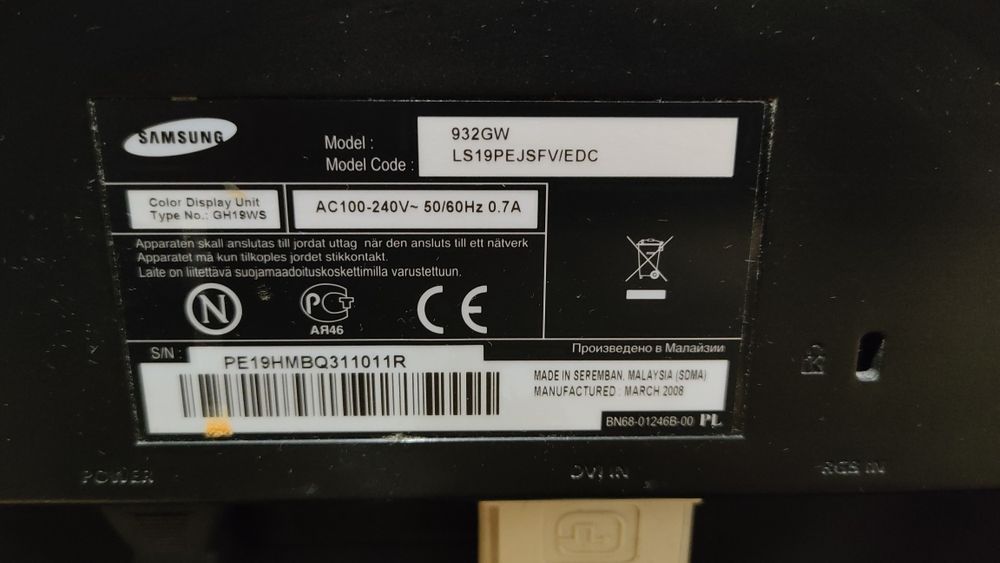 SAMSUNG
Model :
932GW
Model Code :
LS19PEJSFV/EDC
Color Display Unit
Type No.: GH19WS
AC100-240V~ 50/60Hz 0.7A
Apparaten skall anslutas till jordat uttag när den ansluts till ett nätverk
Apparatet må kun tilkoples jordet stikkontakt.
Laite on liitettävä suojamaadoituskoskettimilla varustettuun.
N
РСТ
АЯ46
CE
S/N :
PE19HMBQ311011R
Произведено в Малайзии
MADE IN SEREMBAN, MALAYSIA (SDMA)
MANUFACTURED : MARCH 2008
BN68-01246B-00 PL
POWER
DVI IN
RGB IN